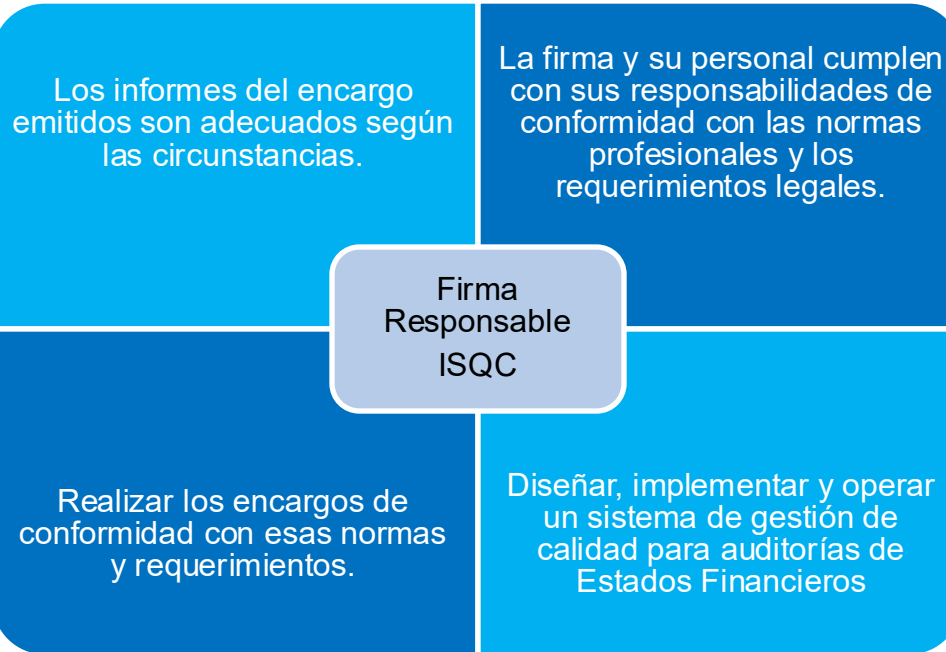 Los informes del encargo
emitidos son adecuados según
las circunstancias.
La firma y su personal cumplen
con sus responsabilidades de
conformidad con las normas
profesionales y los
requerimientos legales.
Firma
Responsable
ISQC
Realizar los encargos de
conformidad con esas normas
y requerimientos.
Diseñar, implementar y operar
un sistema de gestión de
calidad para auditorías de
Estados Financieros